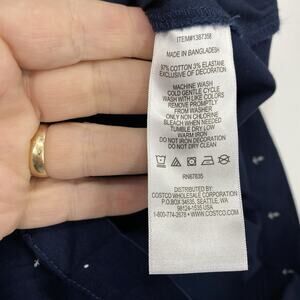 ITEM#1387358
MADE IN BANGLADESH
97% COTTON 3% ELASTANE
EXCLUSIVE OF DECORATION
MACHINE WASH
COLD GENTLE CYCLE
WASH WITH LIKE COLORS
REMOVE PROMPTLY
FROM WASHER
ONLY NON CHLORINE
BLEACH WHEN NEEDED
TUMBLE DRY LOW
WARM IRON
DO NOT IRON DECORATION
DO NOT DRY CLEAN
RN67835
DISTRIBUTED BY:
COSTCO WHOLESALE CORPORATION
P.O.BOX 34535, SEATTLE, WA
98124-1535 USA
1-800-774-2678 • WWW.COSTCO.COM